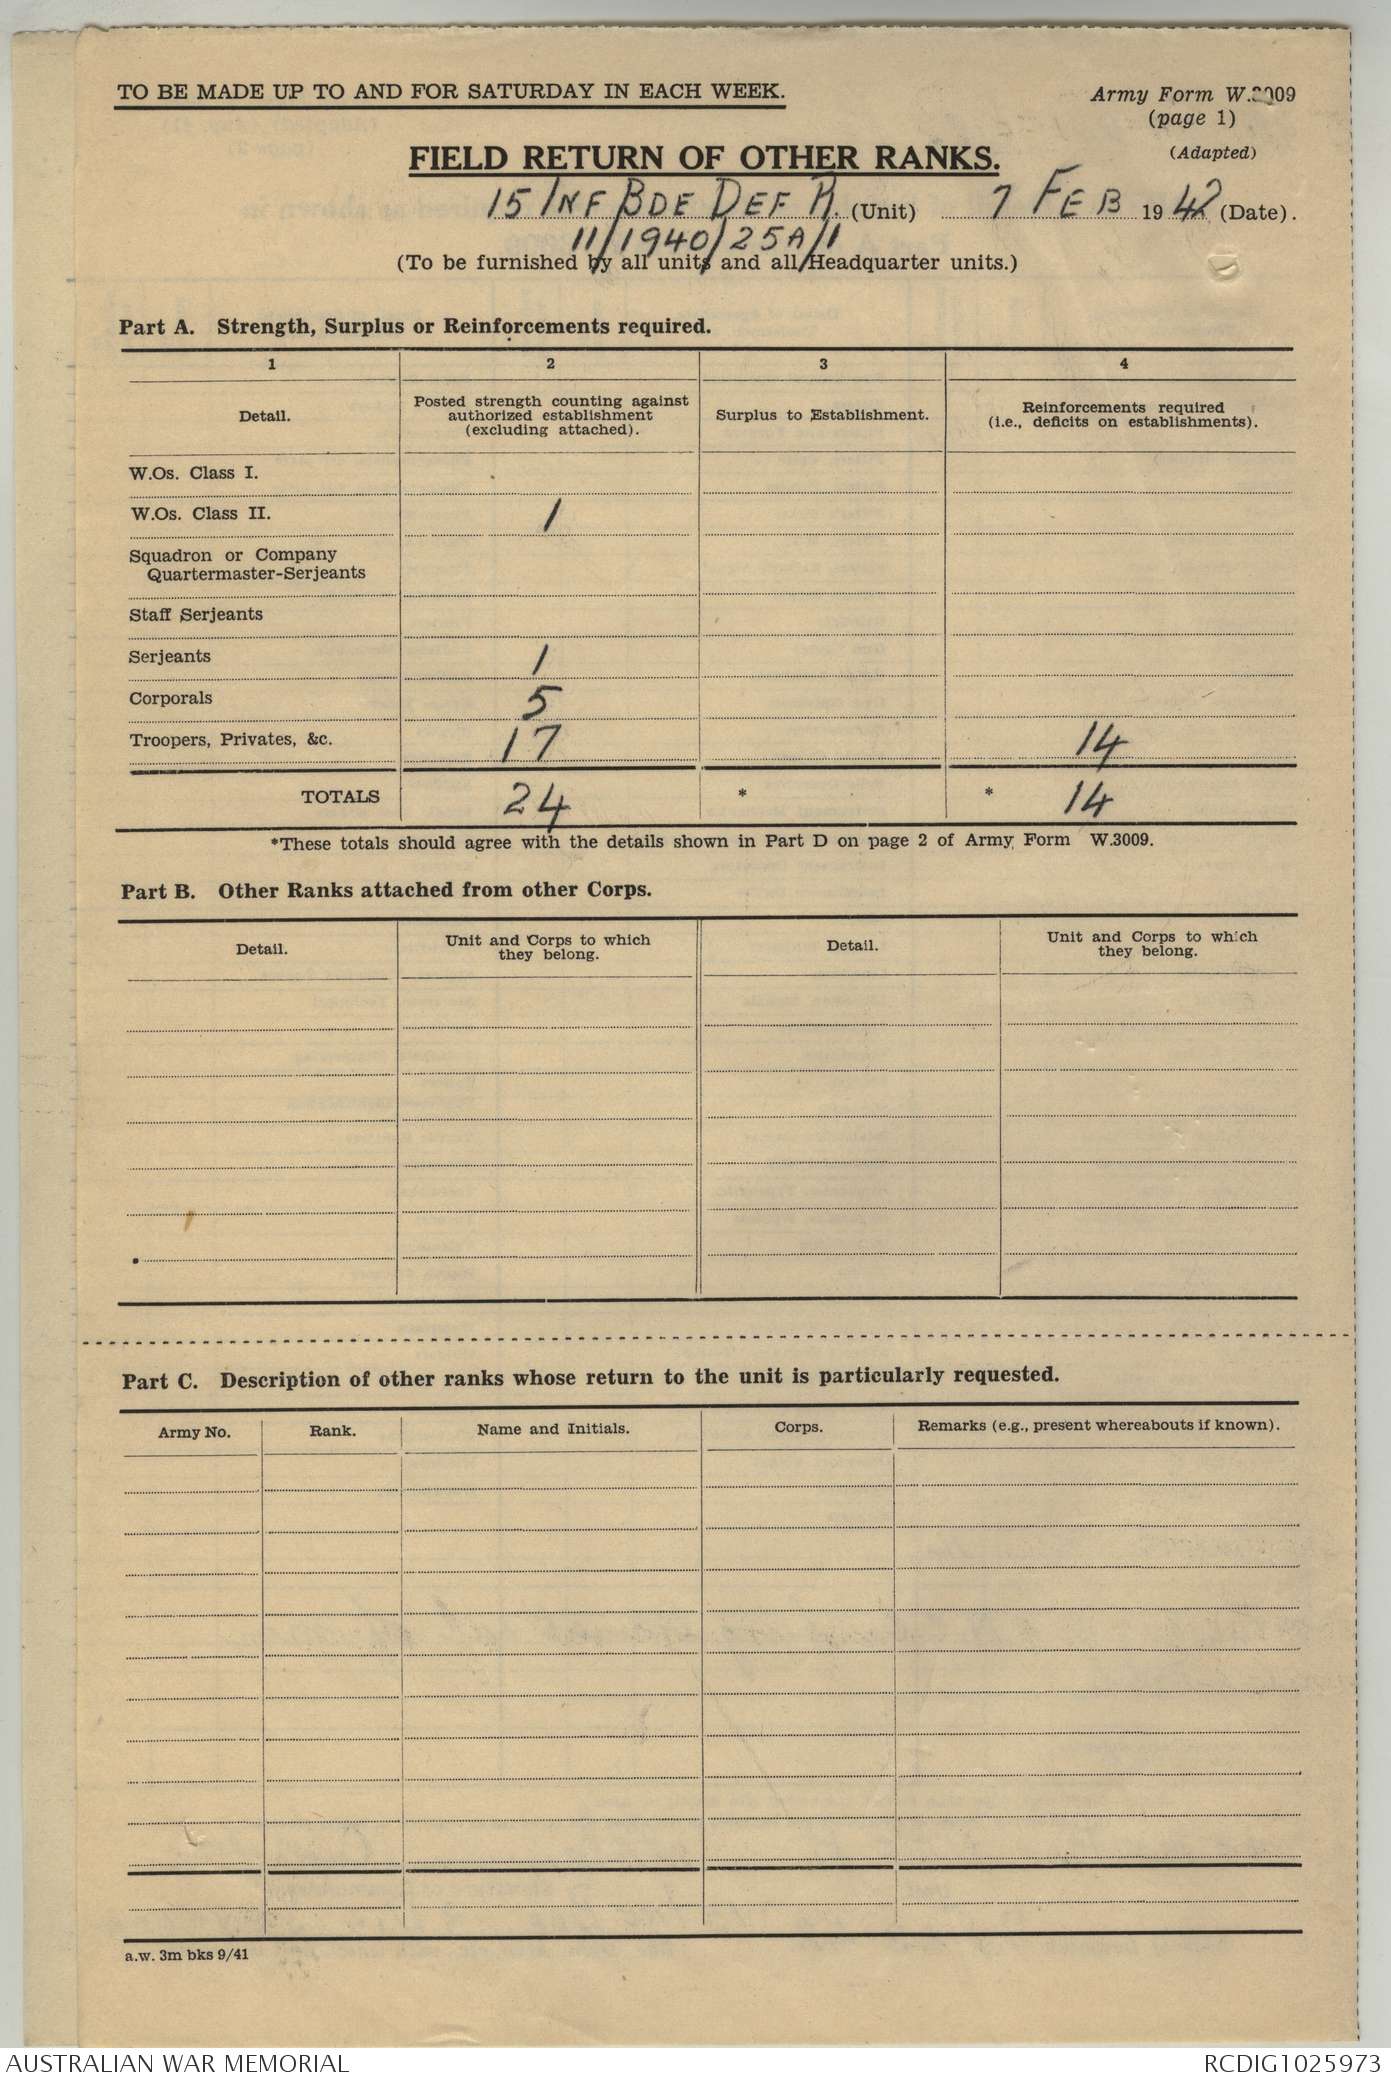 TO BE MADE UP TO AND FOR SATURDAY IN EACH WEEK.
Army Form W.3009
(page 1)
(Adapted)
FIELD RETURN OF OTHER RANKS.
15 INF BDE DEF Pl. (Unit) 7 FEB 1942 (Date).
11/1940/25A/1
(To be furnished by all units and all Headquarter units.)
Part A. Strength, Surplus or Reinforcements required.
1 2 3 4
Detail. Posted strength counting against authorized establishment (excluding attached). Surplus to Establishment. Reinforcements required (i.e., deficits on establishments).
W.Os. Class I.
W.Os. Class II. 1
Squadron or Company
Quartermaster-Serjeants
Staff Serjeants
Serjeants 1
Corporals 5
Troopers, Privates, &c. 17 14
TOTALS 24 * * 14
*These totals should agree with the details shown in Part D on page 2 of Army Form W.3009.
Part B. Other Ranks attached from other Corps.
Detail. Unit and Corps to which they belong. Detail. Unit and Corps to which they belong.
Part C. Description of other ranks whose return to the unit is particularly requested.
Army No. Rank. Name and Initials. Corps. Remarks (e.g., present whereabouts if known).
a.w. 3m bks 9/41
AUSTRALIAN WAR MEMORIAL RCDIG1025973